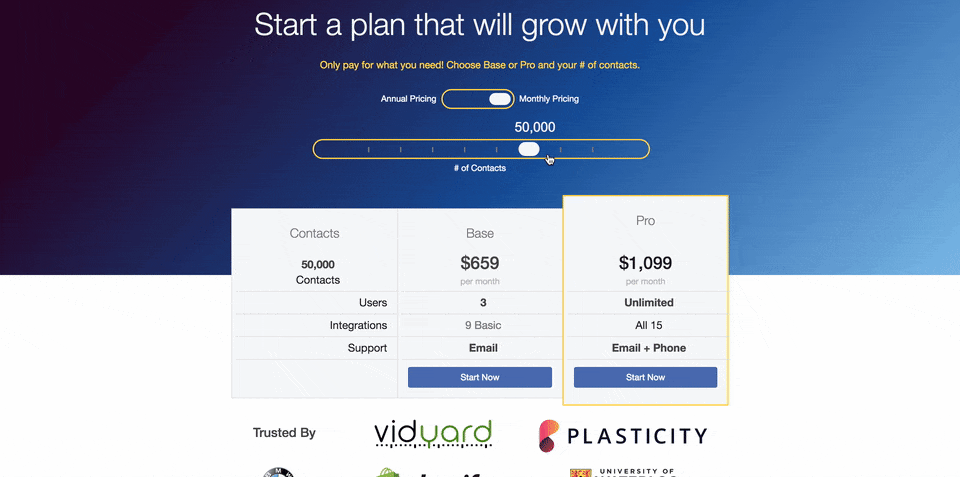 Start a plan that will grow with you
Only pay for what you need! Choose Base or Pro and your # of contacts.
Annual Pricing Monthly Pricing
50,000
# of Contacts
Contacts Base Pro
50,000 $659 $1,099
Contacts per month per month
Users 3 Unlimited
Integrations 9 Basic All 15
Support Email Email + Phone
Start Now Start Now
Trusted By vidyard PLASTICITY
UNIVERSITY OF